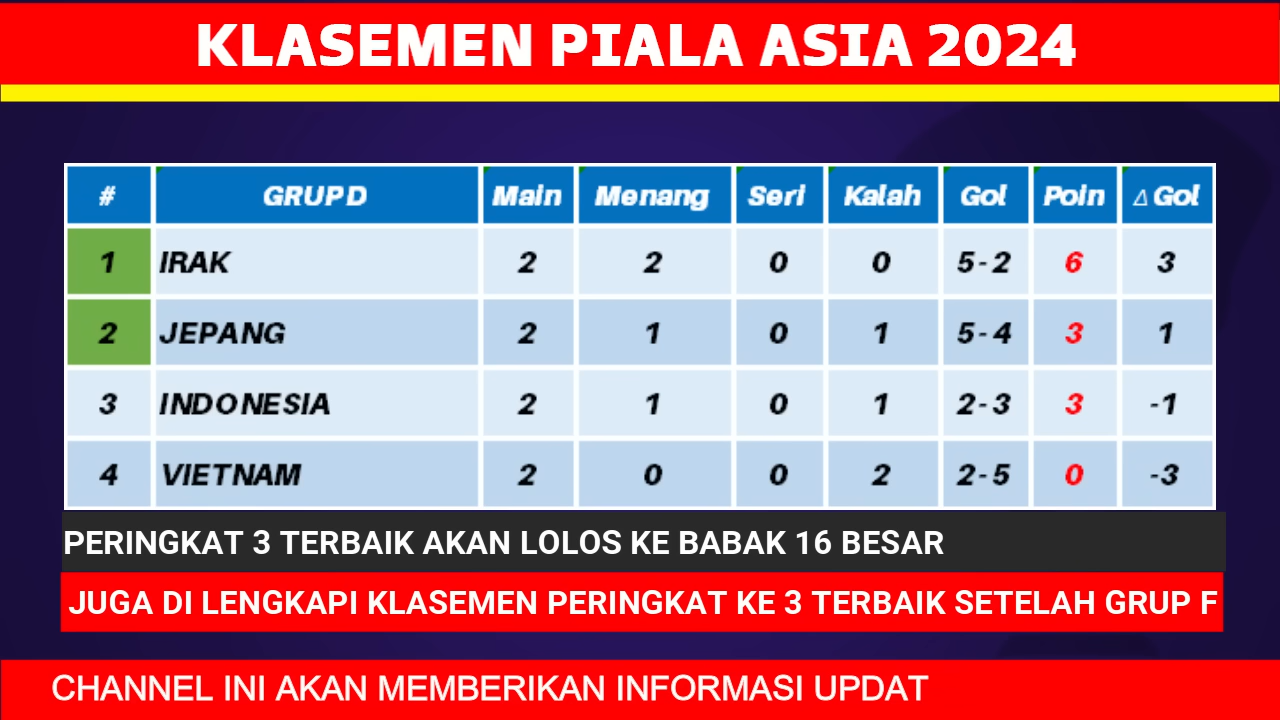 KLASEMEN PIALA ASIA 2024
# GRUP D Main Menang Seri Kalah Gol Poin Δ Gol
1 IRAK 2 2 0 0 5-2 6 3
2 JEPANG 2 1 0 1 5-4 3 1
3 INDONESIA 2 1 0 1 2-3 3 -1
4 VIETNAM 2 0 0 2 2-5 0 -3
PERINGKAT 3 TERBAIK AKAN LOLOS KE BABAK 16 BESAR
JUGA DI LENGKAPI KLASEMEN PERINGKAT KE 3 TERBAIK SETELAH GRUP F
CHANNEL INI AKAN MEMBERIKAN INFORMASI UPDAT